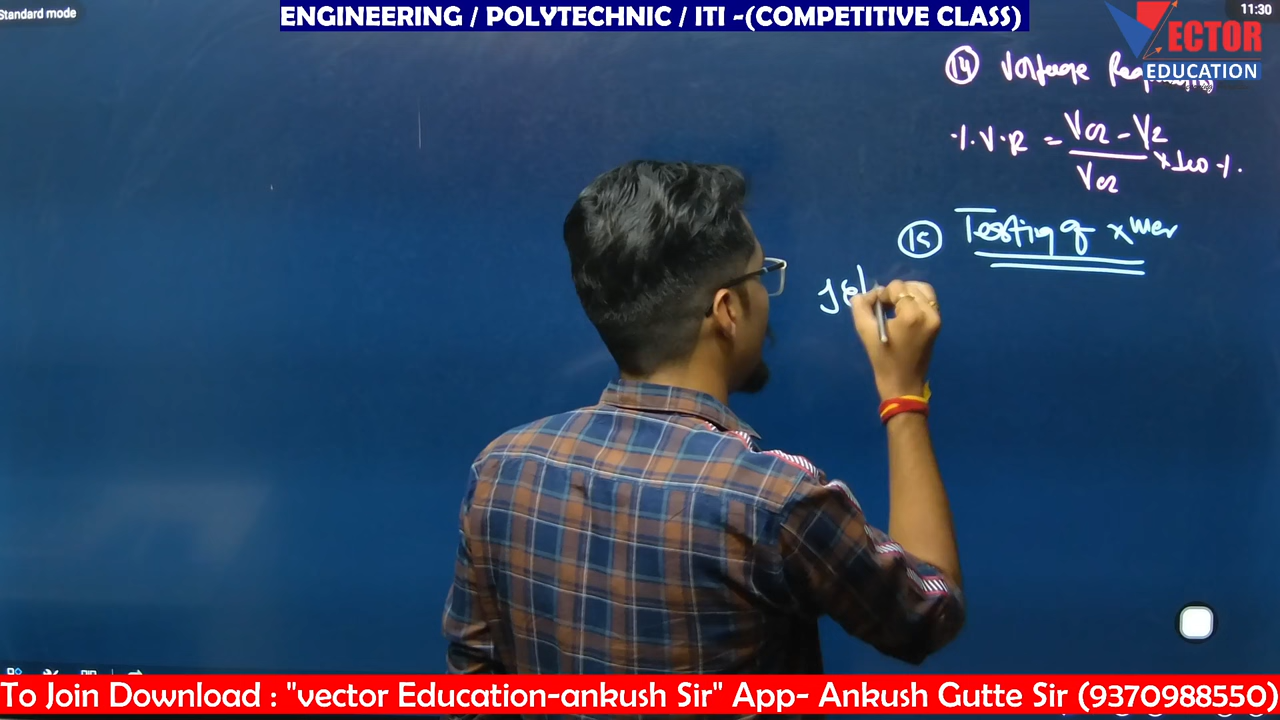 Standard mode
ENGINEERING / POLYTECHNIC / ITI -(COMPETITIVE CLASS)
11:30
VECTOR
EDUCATION
14 Voltage
%.V.R = V02 - V2 / V02 x 100 %.
15 Testing of xmer
To Join Download : "vector Education-ankush Sir" App- Ankush Gutte Sir (9370988550)